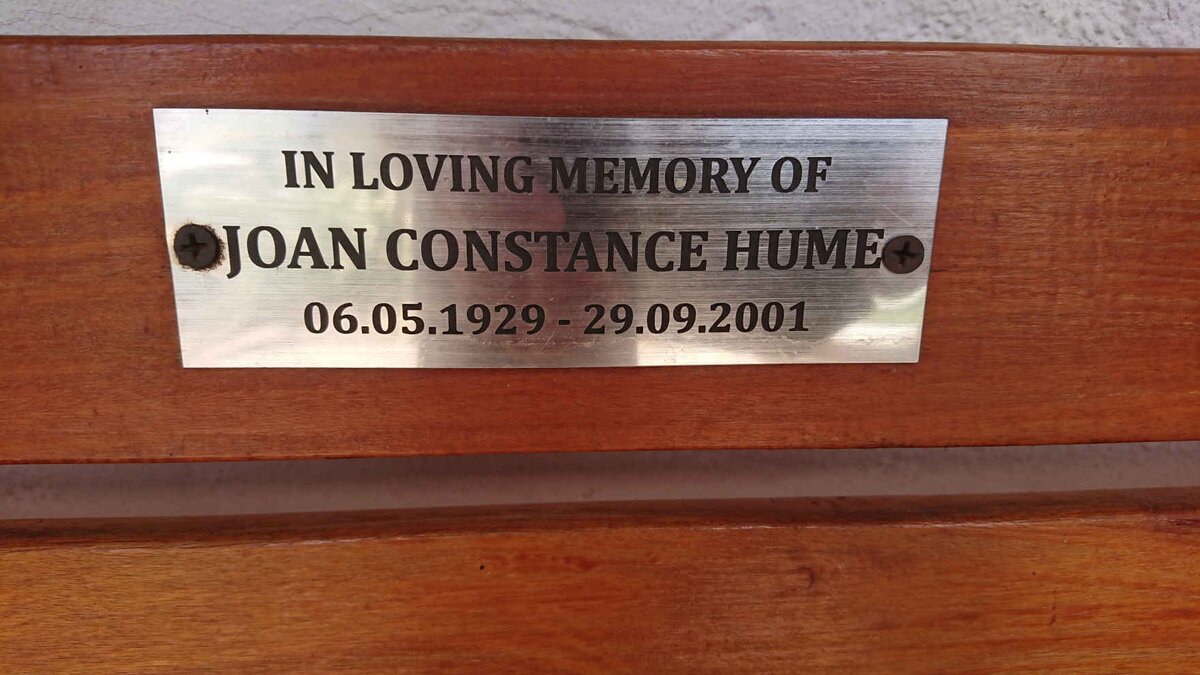 IN LOVING MEMORY OF
JOAN CONSTANCE HUME
06.05.1929 - 29.09.2001